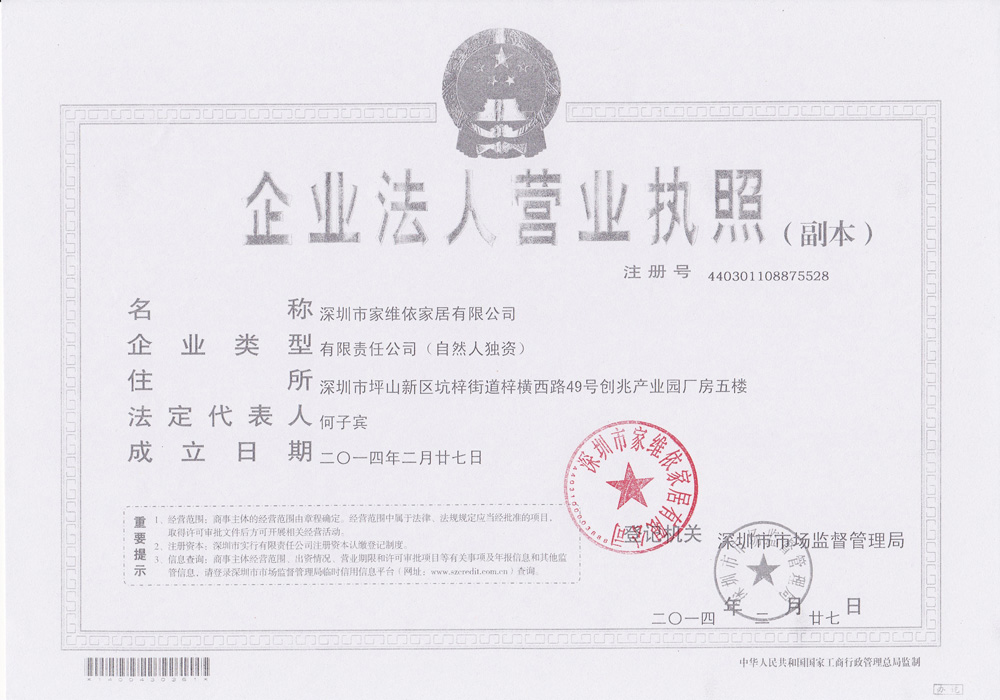 企业法人营业执照（副本）
注册号 440301108875528
名称 深圳市家维依家居有限公司
企业类型 有限责任公司（自然人独资）
住所 深圳市坪山新区坑梓街道梓横西路49号创兆产业园厂房五楼
法定代表人 何子宾
成立日期 二〇一四年二月廿七日
重要提示
1．经营范围：商事主体的经营范围由章程确定。经营范围中属于法律、法规规定应当经批准的项目，
取得许可审批文件后方可开展相关经营活动。
2．注册资本：深圳市实行有限责任公司注册资本认缴登记制度。
3．信息查询：商事主体经营范围、出资情况、营业期限和许可审批项目等有关事项及年报信息和其他监
管信息，请登录深圳市市场监督管理局临时信用信息平台（网址：www.szcredit.com.cn）查询。
深圳市家维依家居有限公司
登记机关 深圳市市场监督管理局
二〇一四年二月廿七日
中华人民共和国国家工商行政管理总局监制